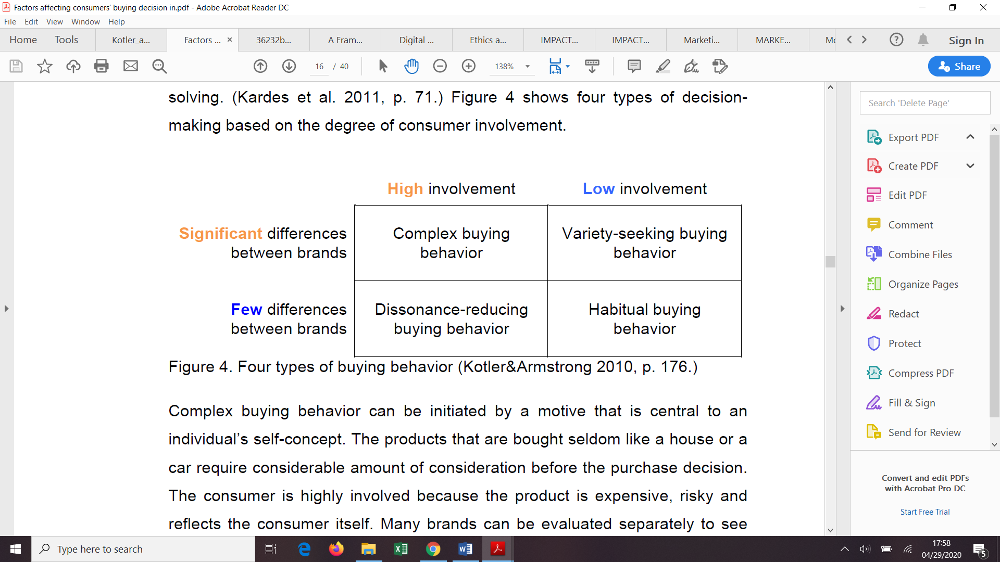 Factors affecting consumers' buying decision in.pdf - Adobe Acrobat Reader DC
File Edit View Window Help
Home Tools Kotler_a... Factors ... × 36232b... A Fram... Digital ... Ethics a... IMPACT... IMPACT... Marketi... MARKE... Sign In
16 / 40 138% Share
solving. (Kardes et al. 2011, p. 71.) Figure 4 shows four types of decision-
making based on the degree of consumer involvement.
High involvement Low involvement
Significant differences
between brands
Complex buying
behavior
Variety-seeking buying
behavior
Few differences
between brands
Dissonance-reducing
buying behavior
Habitual buying
behavior
Figure 4. Four types of buying behavior (Kotler&Armstrong 2010, p. 176.)
Complex buying behavior can be initiated by a motive that is central to an
individual's self-concept. The products that are bought seldom like a house or a
car require considerable amount of consideration before the purchase decision.
The consumer is highly involved because the product is expensive, risky and
reflects the consumer itself. Many brands can be evaluated separately to see
Search 'Delete Page'
Export PDF
Create PDF
Edit PDF
Comment
Combine Files
Organize Pages
Redact
Protect
Compress PDF
Fill & Sign
Send for Review
Convert and edit PDFs
with Acrobat Pro DC
Start Free Trial
Type here to search
17:58
04/29/2020
5